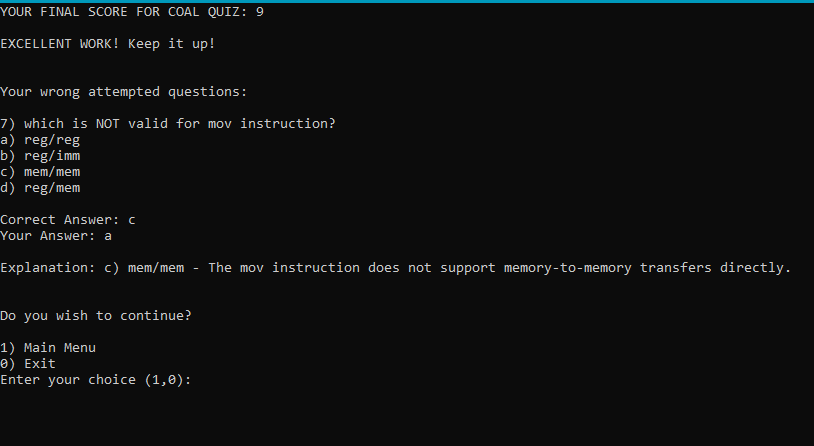 YOUR FINAL SCORE FOR COAL QUIZ: 9
EXCELLENT WORK! Keep it up!
Your wrong attempted questions:
7) which is NOT valid for mov instruction?
a) reg/reg
b) reg/imm
c) mem/mem
d) reg/mem
Correct Answer: c
Your Answer: a
Explanation: c) mem/mem - The mov instruction does not support memory-to-memory transfers directly.
Do you wish to continue?
1) Main Menu
0) Exit
Enter your choice (1,0):